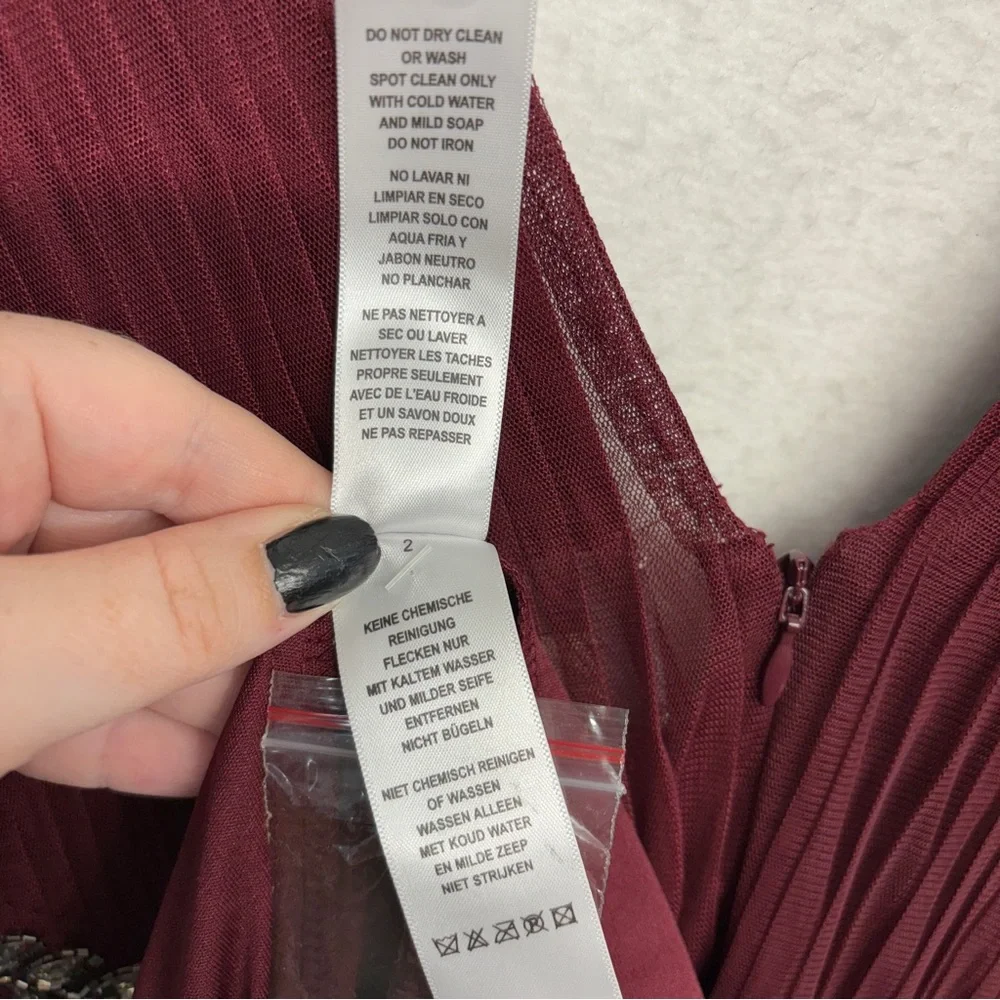 DO NOT DRY CLEAN
OR WASH
SPOT CLEAN ONLY
WITH COLD WATER
AND MILD SOAP
DO NOT IRON
NO LAVAR NI
LIMPIAR EN SECO
LIMPIAR SOLO CON
AQUA FRIA Y
JABON NEUTRO
NO PLANCHAR
NE PAS NETTOYER A
SEC OU LAVER
NETTOYER LES TACHES
PROPRE SEULEMENT
AVEC DE L'EAU FROIDE
ET UN SAVON DOUX
NE PAS REPASSER
2
KEINE CHEMISCHE
REINIGUNG
FLECKEN NUR
MIT KALTEM WASSER
UND MILDER SEIFE
ENTFERNEN
NICHT BÜGELN
NIET CHEMISCH REINIGEN
OF WASSEN
WASSEN ALLEEN
MET KOUD WATER
EN MILDE ZEEP
NIET STRIJKEN